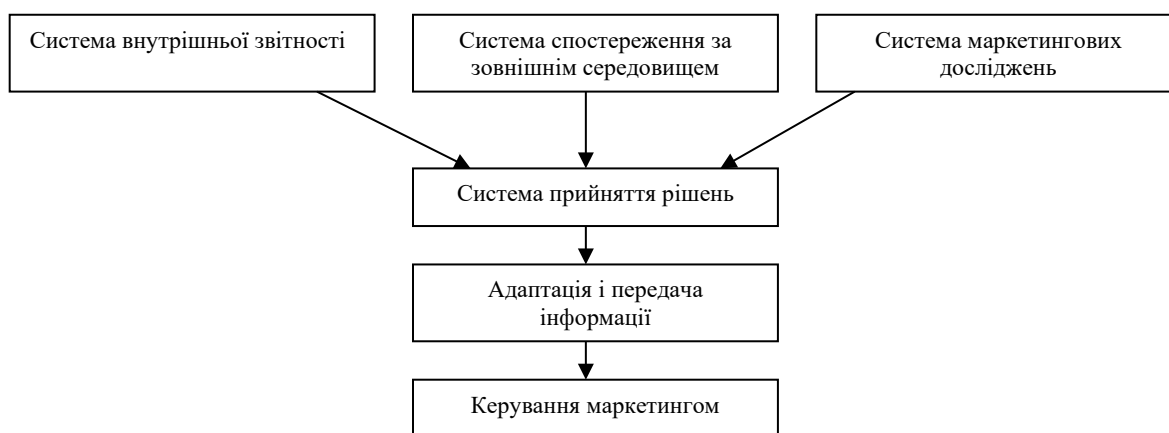 Система внутрішньої звітності
Система спостереження за
зовнішнім середовищем
Система маркетингових
досліджень
Система прийняття рішень
Адаптація і передача
інформації
Керування маркетингом